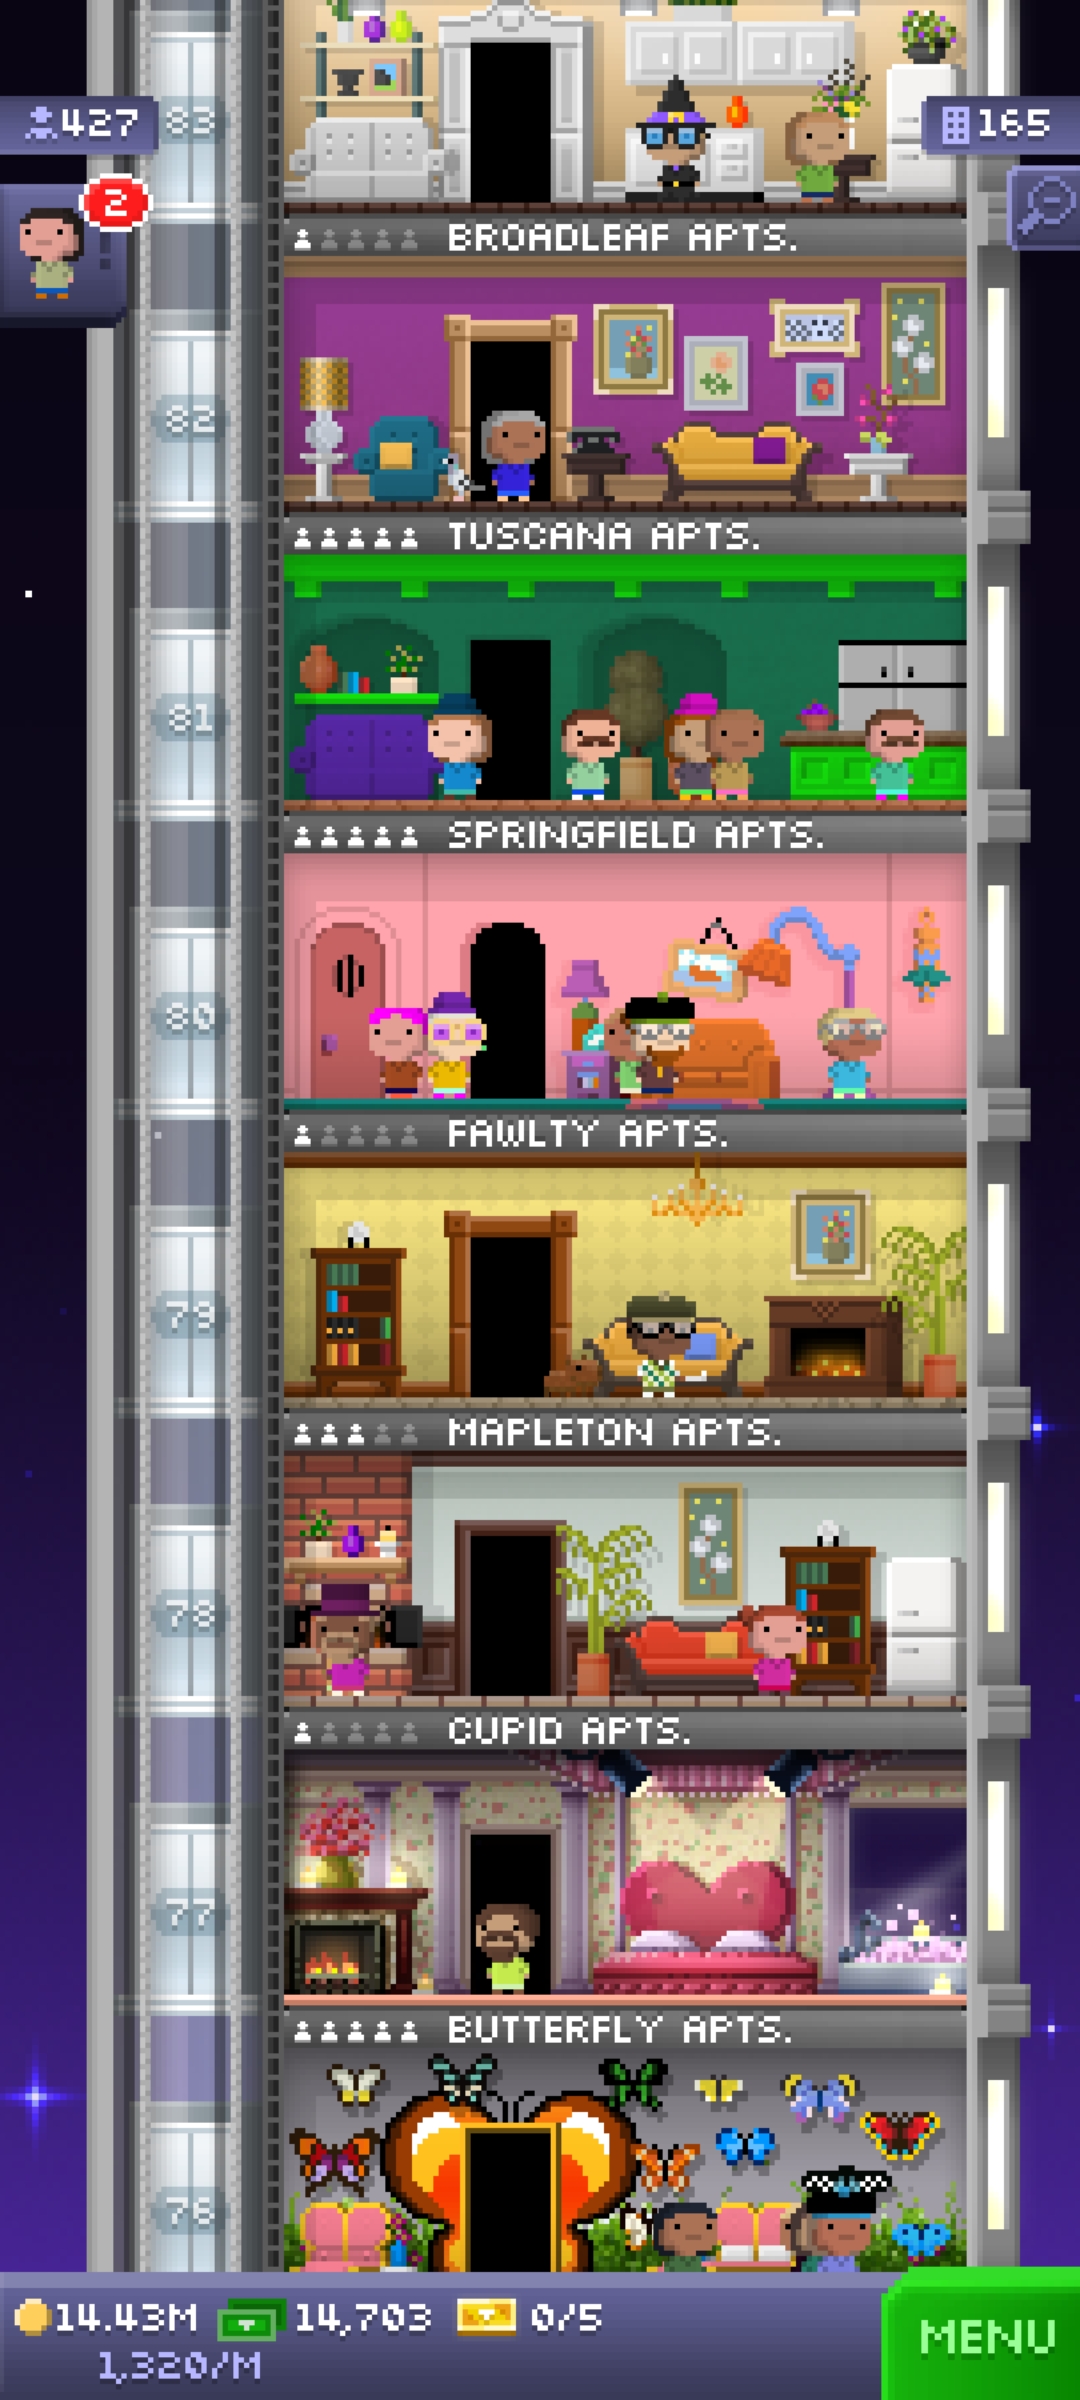 427
83
165
2
BROADLEAF APTS.
82
TUSCANA APTS.
81
SPRINGFIELD APTS.
80
FAWLTY APTS.
79
MAPLETON APTS.
78
CUPID APTS.
77
BUTTERFLY APTS.
76
14.43M 14,703 0/5
1,320/M
MENU